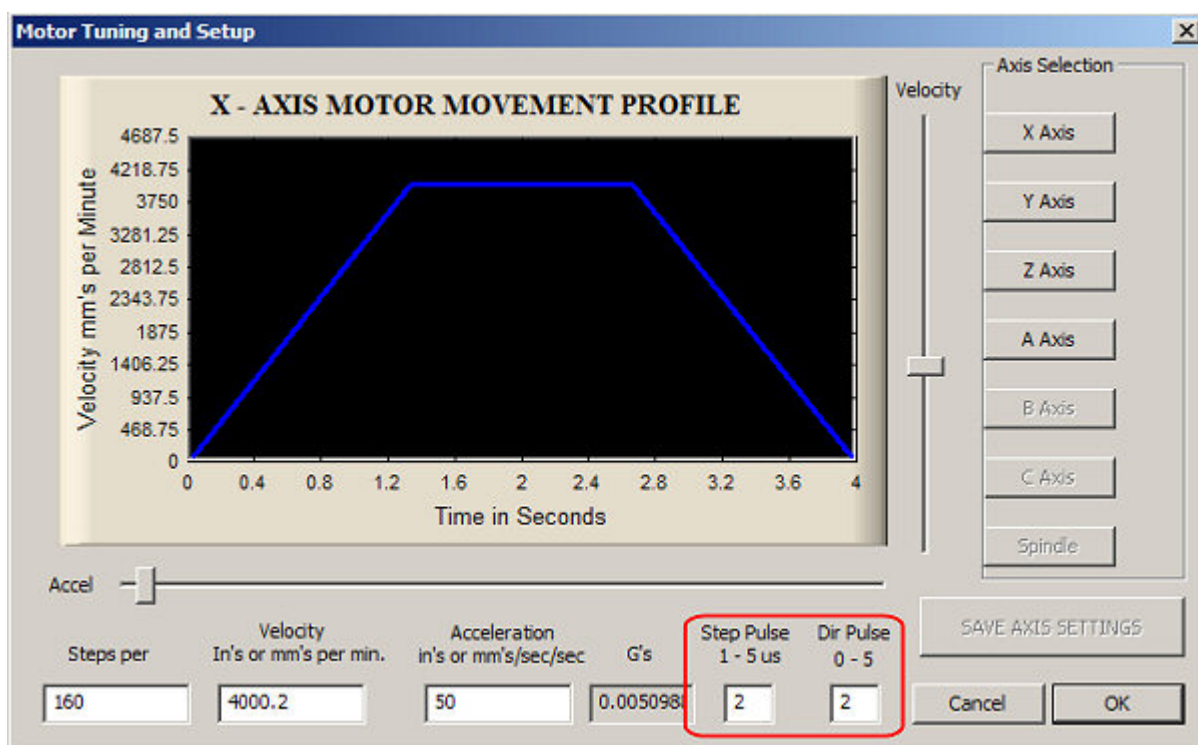 Motor Tuning and Setup
X - AXIS MOTOR MOVEMENT PROFILE
Velocity mm's per Minute
4687.5
4218.75
3750
3281.25
2812.5
2343.75
1875
1406.25
937.5
468.75
0
0 0.4 0.8 1.2 1.6 2 2.4 2.8 3.2 3.6 4
Time in Seconds
Velocity
Axis Selection
X Axis
Y Axis
Z Axis
A Axis
B Axis
C Axis
Spindle
Accel
Steps per
160
Velocity
In's or mm's per min.
4000.2
Acceleration
in's or mm's/sec/sec
50
G's
0.005098
Step Pulse
1 - 5 us
2
Dir Pulse
0 - 5
2
SAVE AXIS SETTINGS
Cancel
OK